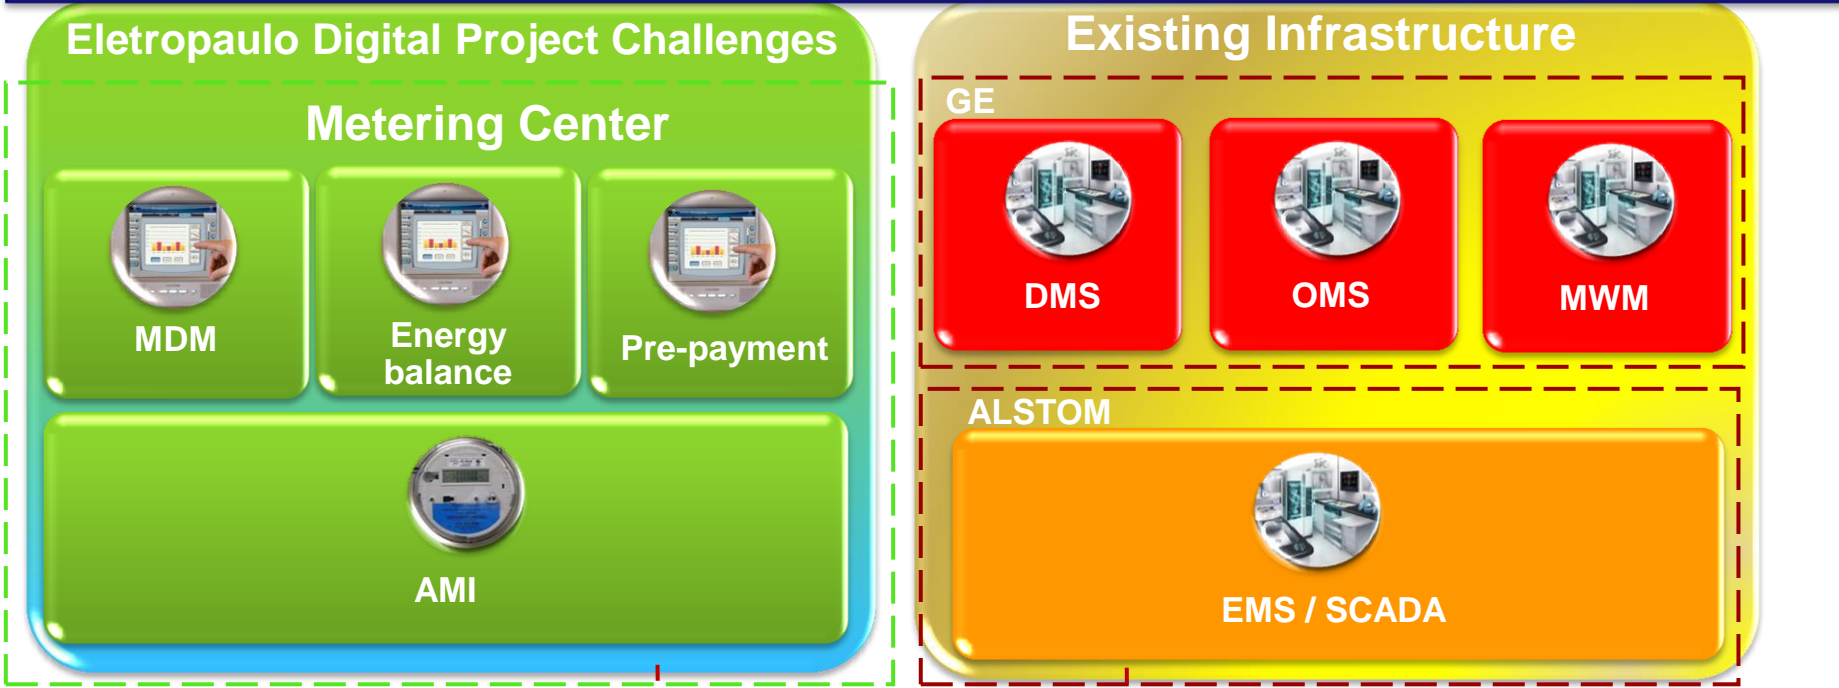 Eletropaulo Digital Project Challenges
Metering Center
MDM
Energy
balance
Pre-payment
AMI
Existing Infrastructure
GE
DMS
OMS
MWM
ALSTOM
EMS / SCADA